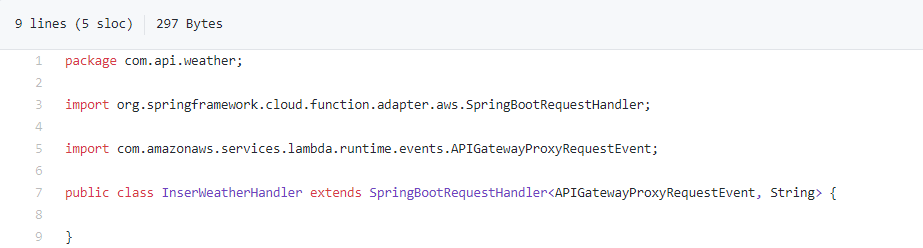 9 lines (5 sloc) 297 Bytes
1 package com.api.weather;
2
3 import org.springframework.cloud.function.adapter.aws.SpringBootRequestHandler;
4
5 import com.amazonaws.services.lambda.runtime.events.APIGatewayProxyRequestEvent;
6
7 public class InserWeatherHandler extends SpringBootRequestHandler<APIGatewayProxyRequestEvent, String> {
8
9 }